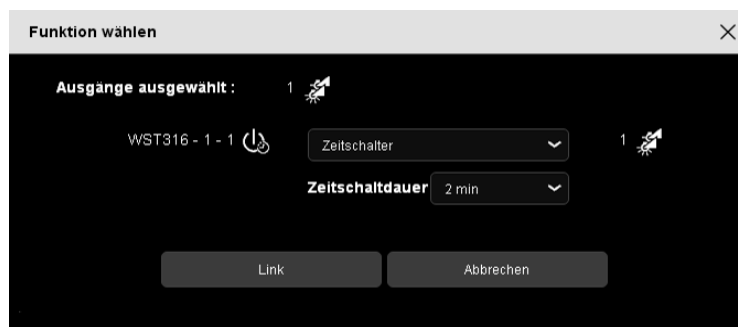 Funktion wählen
Ausgänge ausgewählt : 1
WST316 - 1 - 1 Zeitschalter 1
Zeitschaltdauer 2 min
Link Abbrechen